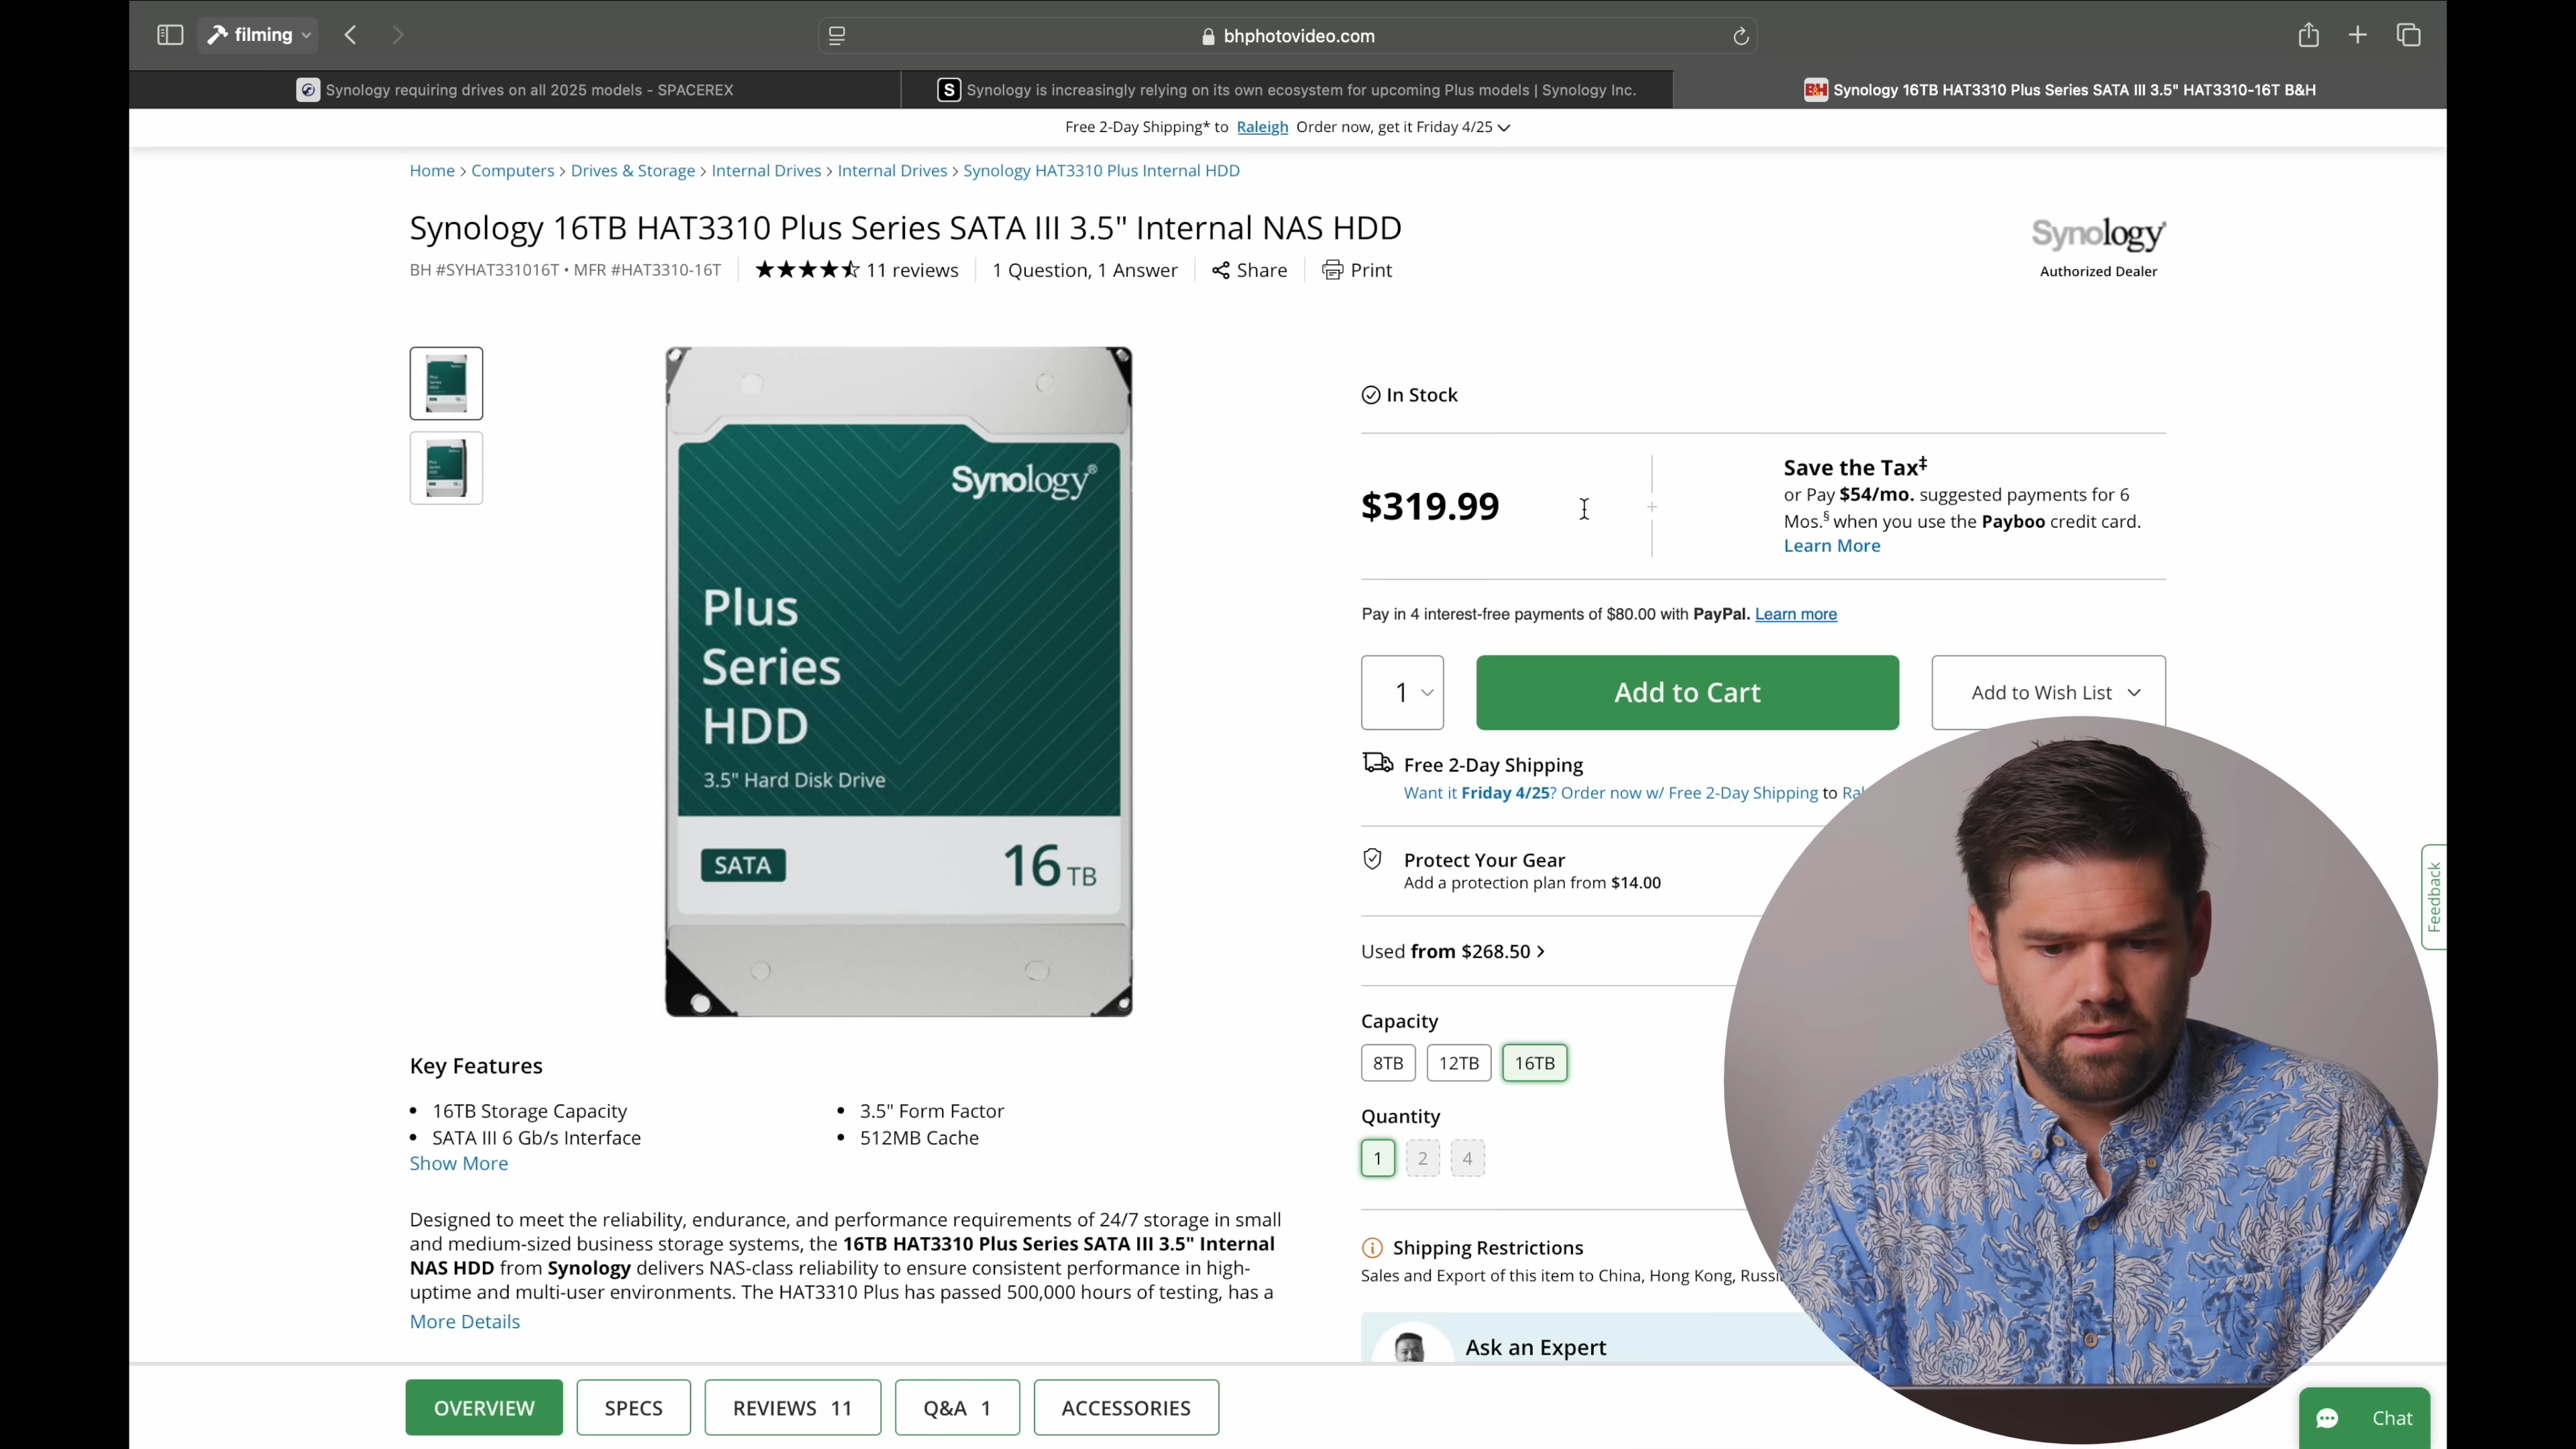 filming
bhphotovideo.com
Synology requiring drives on all 2025 models - SPACEREX
S Synology is increasingly relying on its own ecosystem for upcoming Plus models | Synology Inc.
B&H Synology 16TB HAT3310 Plus Series SATA III 3.5" HAT3310-16T B&H
Free 2-Day Shipping* to Raleigh Order now, get it Friday 4/25
Home > Computers > Drives & Storage > Internal Drives > Internal Drives > Synology HAT3310 Plus Internal HDD
Synology 16TB HAT3310 Plus Series SATA III 3.5" Internal NAS HDD
BH #SYHAT331016T • MFR #HAT3310-16T
11 reviews
1 Question, 1 Answer
Share
Print
Synology
Authorized Dealer
Synology®
Plus
Series
HDD
3.5" Hard Disk Drive
SATA
16 TB
In Stock
$319.99
Save the Tax‡
or Pay $54/mo. suggested payments for 6
Mos.§ when you use the Payboo credit card.
Learn More
Pay in 4 interest-free payments of $80.00 with PayPal. Learn more
1
Add to Cart
Add to Wish List
Free 2-Day Shipping
Want it Friday 4/25? Order now w/ Free 2-Day Shipping to
Protect Your Gear
Add a protection plan from $14.00
Used from $268.50 >
Capacity
8TB
12TB
16TB
Quantity
1
2
4
Shipping Restrictions
Sales and Export of this item to China, Hong Kong,
Ask an Expert
Key Features
• 16TB Storage Capacity
• SATA III 6 Gb/s Interface
• 3.5" Form Factor
• 512MB Cache
Show More
Designed to meet the reliability, endurance, and performance requirements of 24/7 storage in small
and medium-sized business storage systems, the 16TB HAT3310 Plus Series SATA III 3.5" Internal
NAS HDD from Synology delivers NAS-class reliability to ensure consistent performance in high-
uptime and multi-user environments. The HAT3310 Plus has passed 500,000 hours of testing, has a
More Details
OVERVIEW
SPECS
REVIEWS 11
Q&A 1
ACCESSORIES
Feedback
Chat